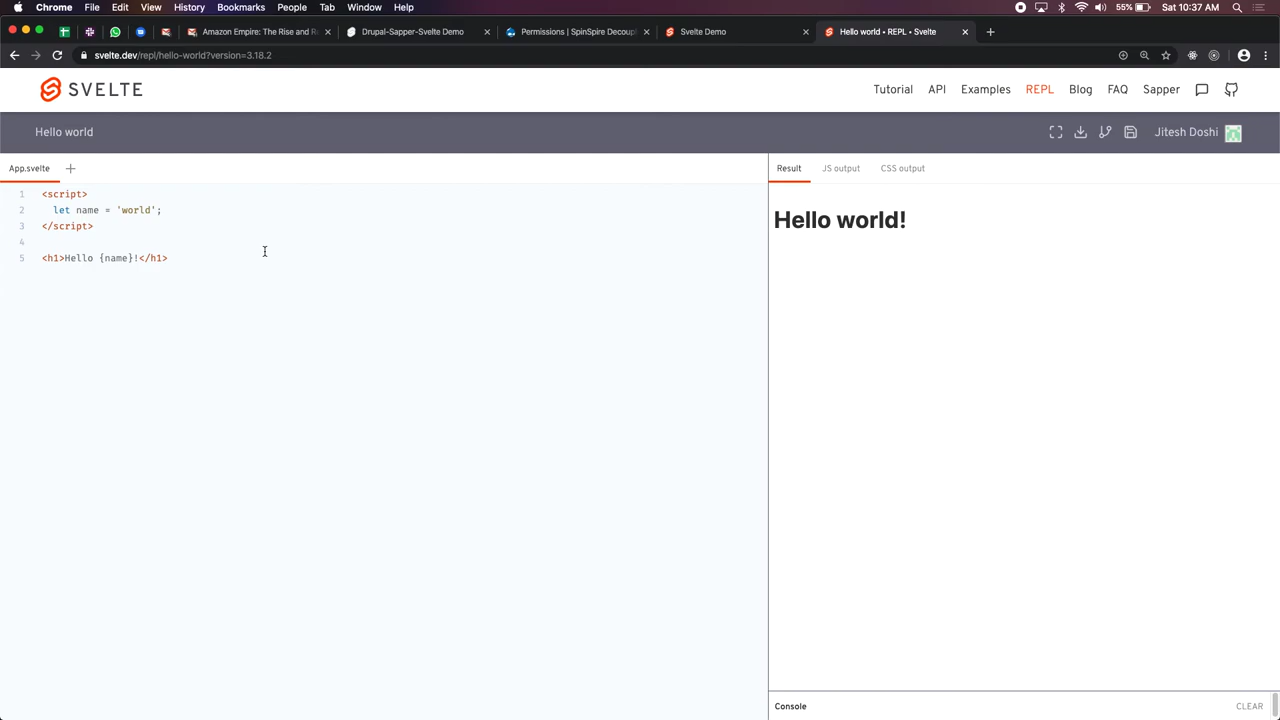 Chrome File Edit View History Bookmarks People Tab Window Help 55% Sat 10:37 AM
Amazon Empire: The Rise and R
Drupal-Sapper-Svelte Demo
Permissions | SpinSpire Decoup
Svelte Demo
Hello world • REPL • Svelte
svelte.dev/repl/hello-world?version=3.18.2
SVELTE
Tutorial API Examples REPL Blog FAQ Sapper
Hello world
Jitesh Doshi
App.svelte +
Result JS output CSS output
1 <script>
2 let name = 'world';
3 </script>
4
5 <h1>Hello {name}!</h1>
Hello world!
Console
CLEAR